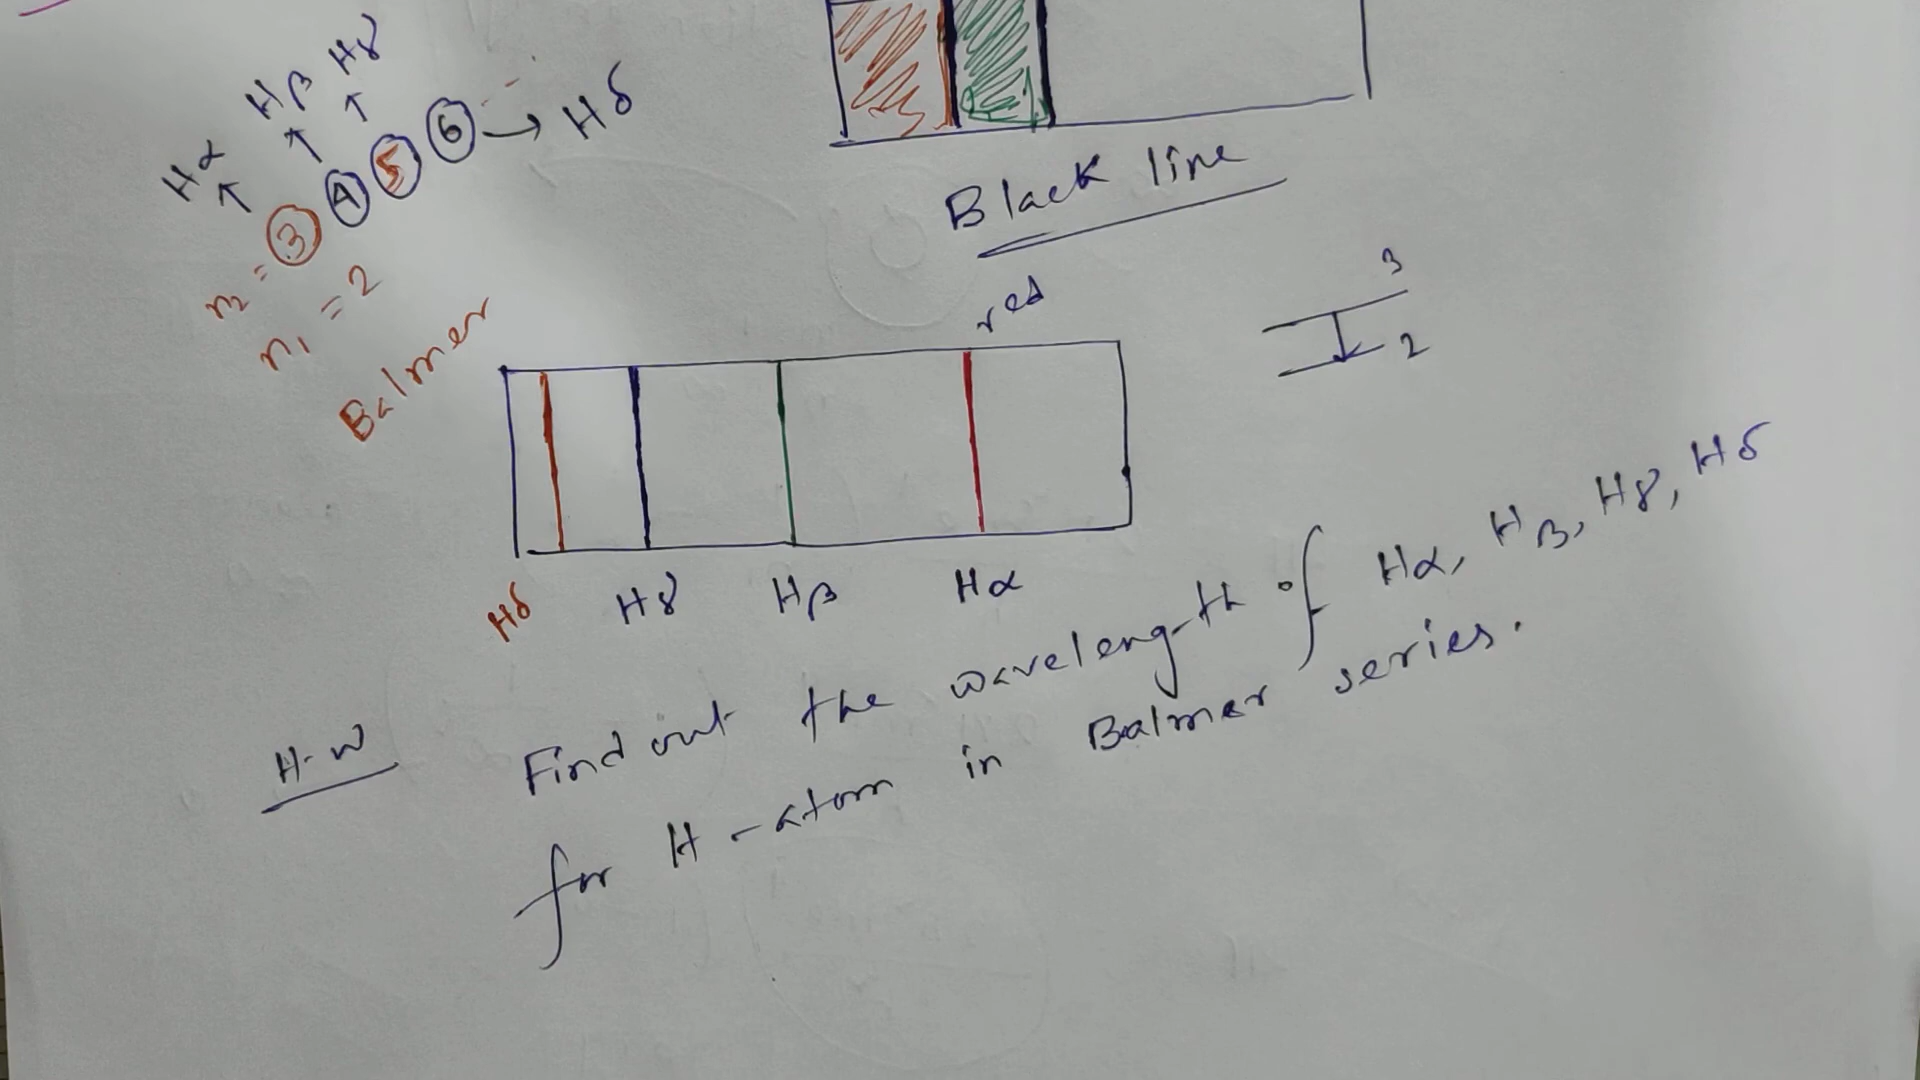 Hα Hβ Hγ
n₂ = 3 4 5 6 → Hδ
n₁ = 2
Balmer
Black line
red
3
2
Hδ Hγ Hβ Hα
H.W Find out the wavelength of Hα, Hβ, Hγ, Hδ
for H-atom in Balmer series.